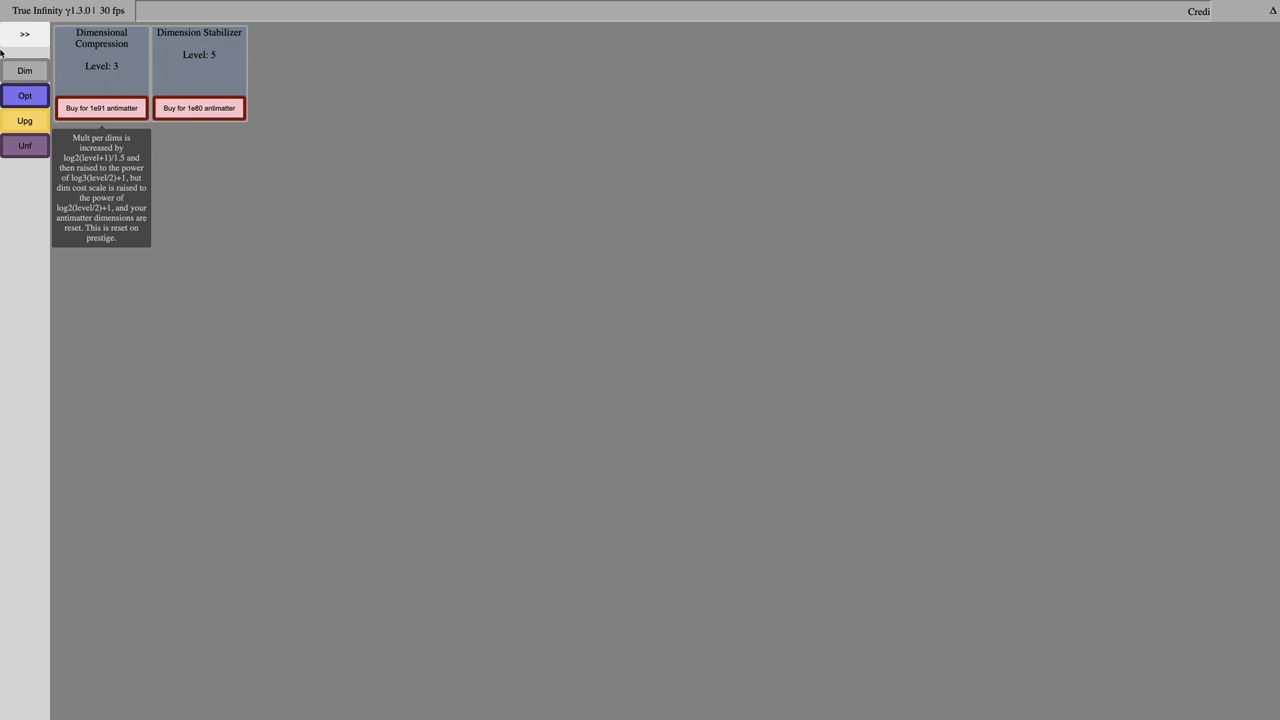 True Infinity γ1.3.0 | 30 fps
Credi
Δ
>>
Dim
Opt
Upg
Unf
Dimensional
Compression
Level: 3
Buy for 1e91 antimatter
Dimension Stabilizer
Level: 5
Buy for 1e80 antimatter
Mult per dims is
increased by
log2(level+1)/1.5 and
then raised to the power
of log3(level/2)+1, but
dim cost scale is raised to
the power of
log2(level/2)+1, and your
antimatter dimensions are
reset. This is reset on
prestige.